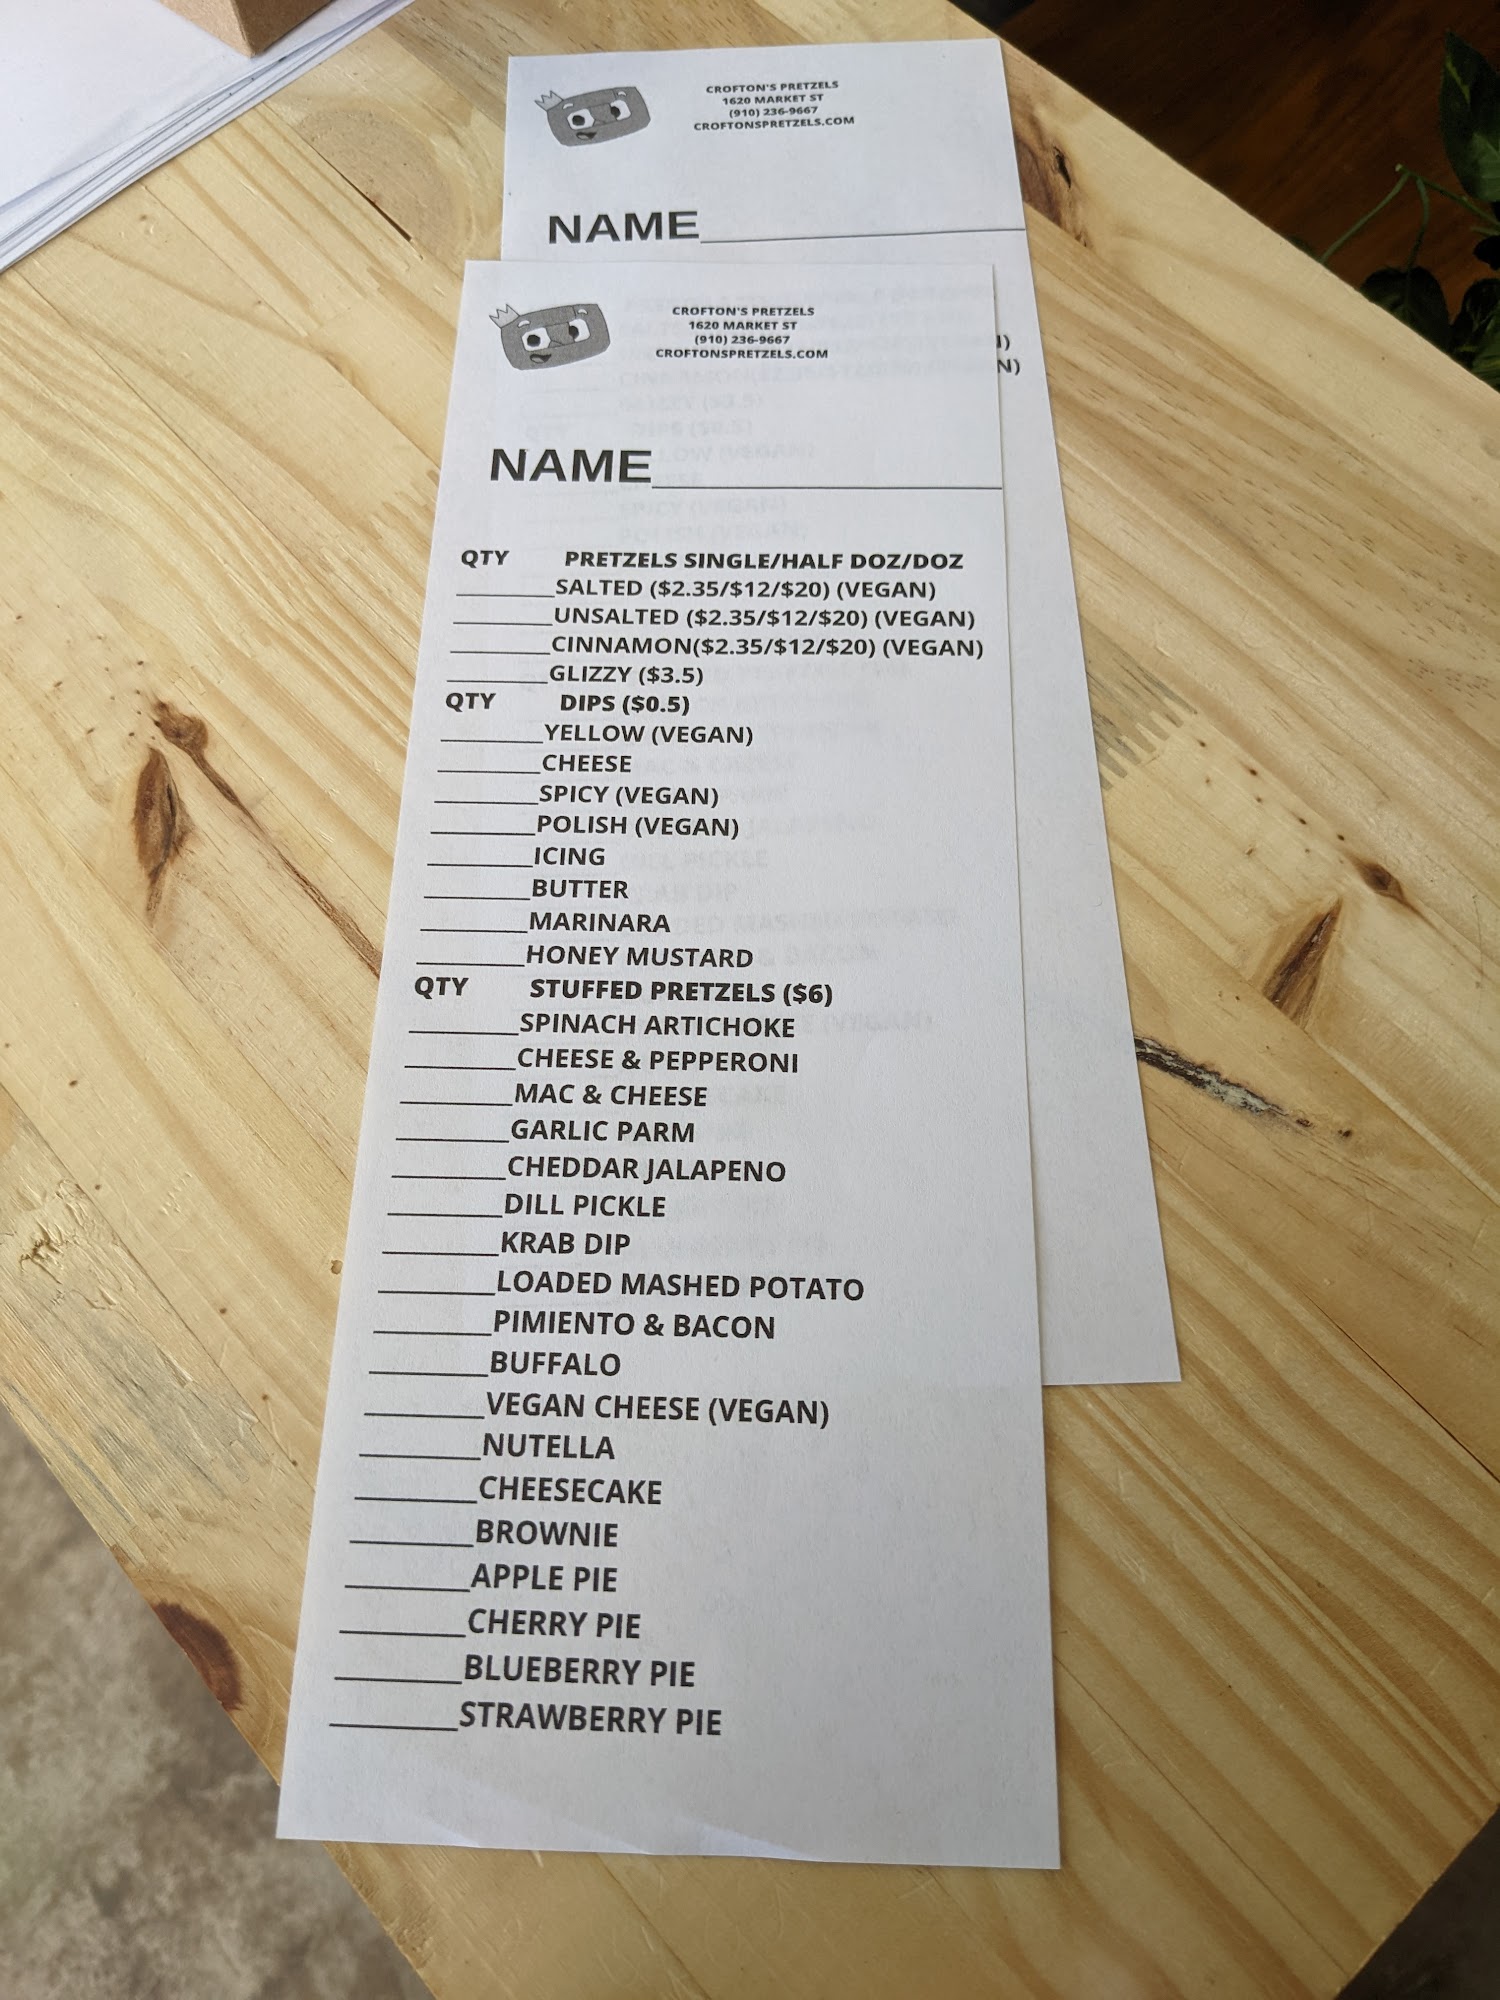 CROFTON'S PRETZELS
1620 MARKET ST
(910) 236-9667
CROFTONSPRETZELS.COM
NAME
N)
CROFTON'S PRETZELS
1620 MARKET ST
(910) 236-9667
CROFTONSPRETZELS.COM
NAME
QTY PRETZELS SINGLE/HALF DOZ/DOZ
SALTED ($2.35/$12/$20) (VEGAN)
UNSALTED ($2.35/$12/$20) (VEGAN)
CINNAMON($2.35/$12/$20) (VEGAN)
GLIZZY ($3.5)
QTY DIPS ($0.5)
YELLOW (VEGAN)
CHEESE
SPICY (VEGAN)
POLISH (VEGAN)
ICING
BUTTER
MARINARA
HONEY MUSTARD
QTY STUFFED PRETZELS ($6)
SPINACH ARTICHOKE
CHEESE & PEPPERONI
MAC & CHEESE
GARLIC PARM
CHEDDAR JALAPENO
DILL PICKLE
KRAB DIP
LOADED MASHED POTATO
PIMIENTO & BACON
BUFFALO
VEGAN CHEESE (VEGAN)
NUTELLA
CHEESECAKE
BROWNIE
APPLE PIE
CHERRY PIE
BLUEBERRY PIE
STRAWBERRY PIE